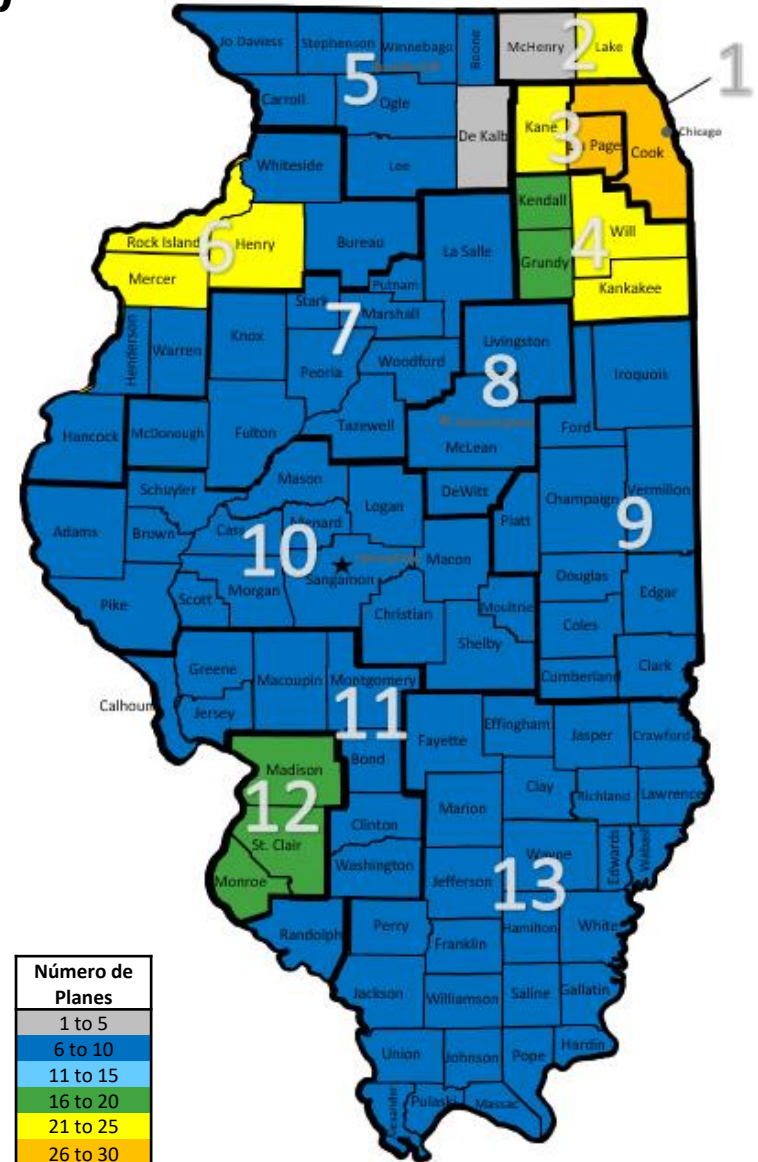 Jo Daviess
Stephenson
Winnebago
Boone
McHenry
2
Lake
1
5
Carroll
Ogle
De Kalb
Kane
3
Page
Cook
Chicago
Whiteside
Lee
Kendall
Rock Island
6
Henry
Bureau
La Salle
4
Will
Grundy
Mercer
Putnam
Kankakee
Stark
7
Marshall
Henderson
Warren
Knox
Peoria
Woodford
Livingston
8
Iroquois
Hancock
McDonough
Fulton
Tazewell
McLean
Ford
Schuyler
Mason
Logan
DeWitt
Champaign
Vermilion
9
Adams
Brown
Cass
Menard
10
Sangamon
Macon
Piatt
Pike
Scott
Morgan
Christian
Moultrie
Douglas
Edgar
Shelby
Coles
Greene
Macoupin
Montgomery
Cumberland
Clark
Calhoun
Jersey
11
Fayette
Effingham
Jasper
Crawford
Madison
Bond
12
Clinton
Marion
Clay
Richland
Lawrence
St. Clair
Washington
Wayne
Edwards
Wabash
Monroe
Jefferson
13
Randolph
Perry
Franklin
Hamilton
White
Jackson
Williamson
Saline
Gallatin
Union
Johnson
Pope
Hardin
Alexander
Pulaski
Massac
Número de
Planes
1 to 5
6 to 10
11 to 15
16 to 20
21 to 25
26 to 30